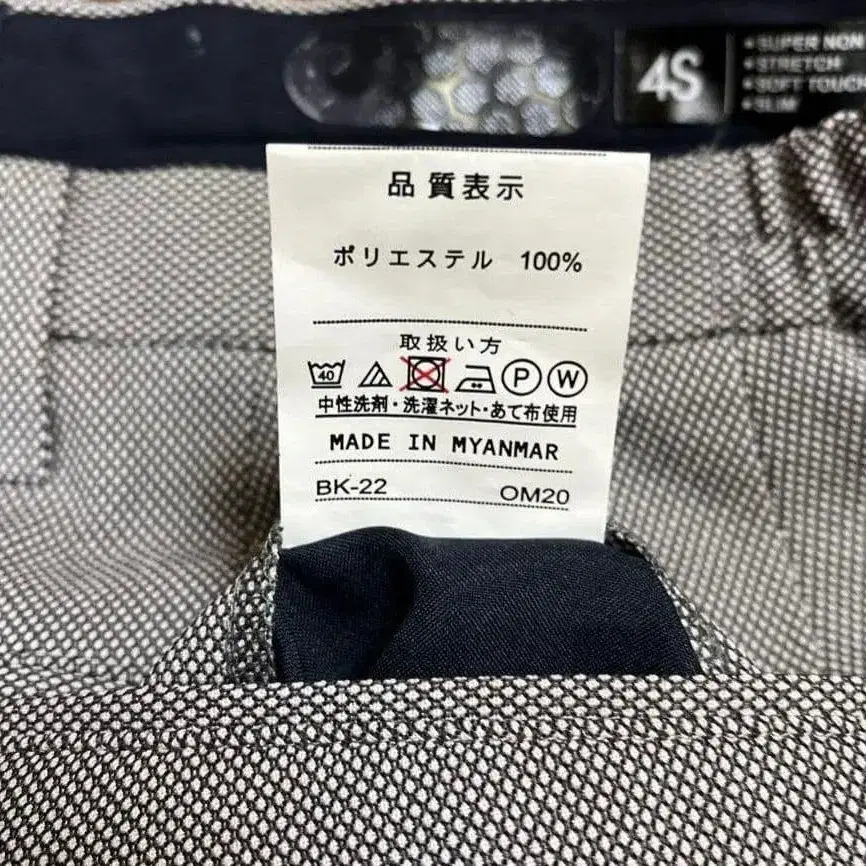 4S
• SUPER NON
• STRETCH
• SOFT TOUCH
• SLIM
品質表示
ポリエステル 100%
取扱い方
40 P W
中性洗剤・洗濯ネット・あて布使用
MADE IN MYANMAR
BK-22 OM20